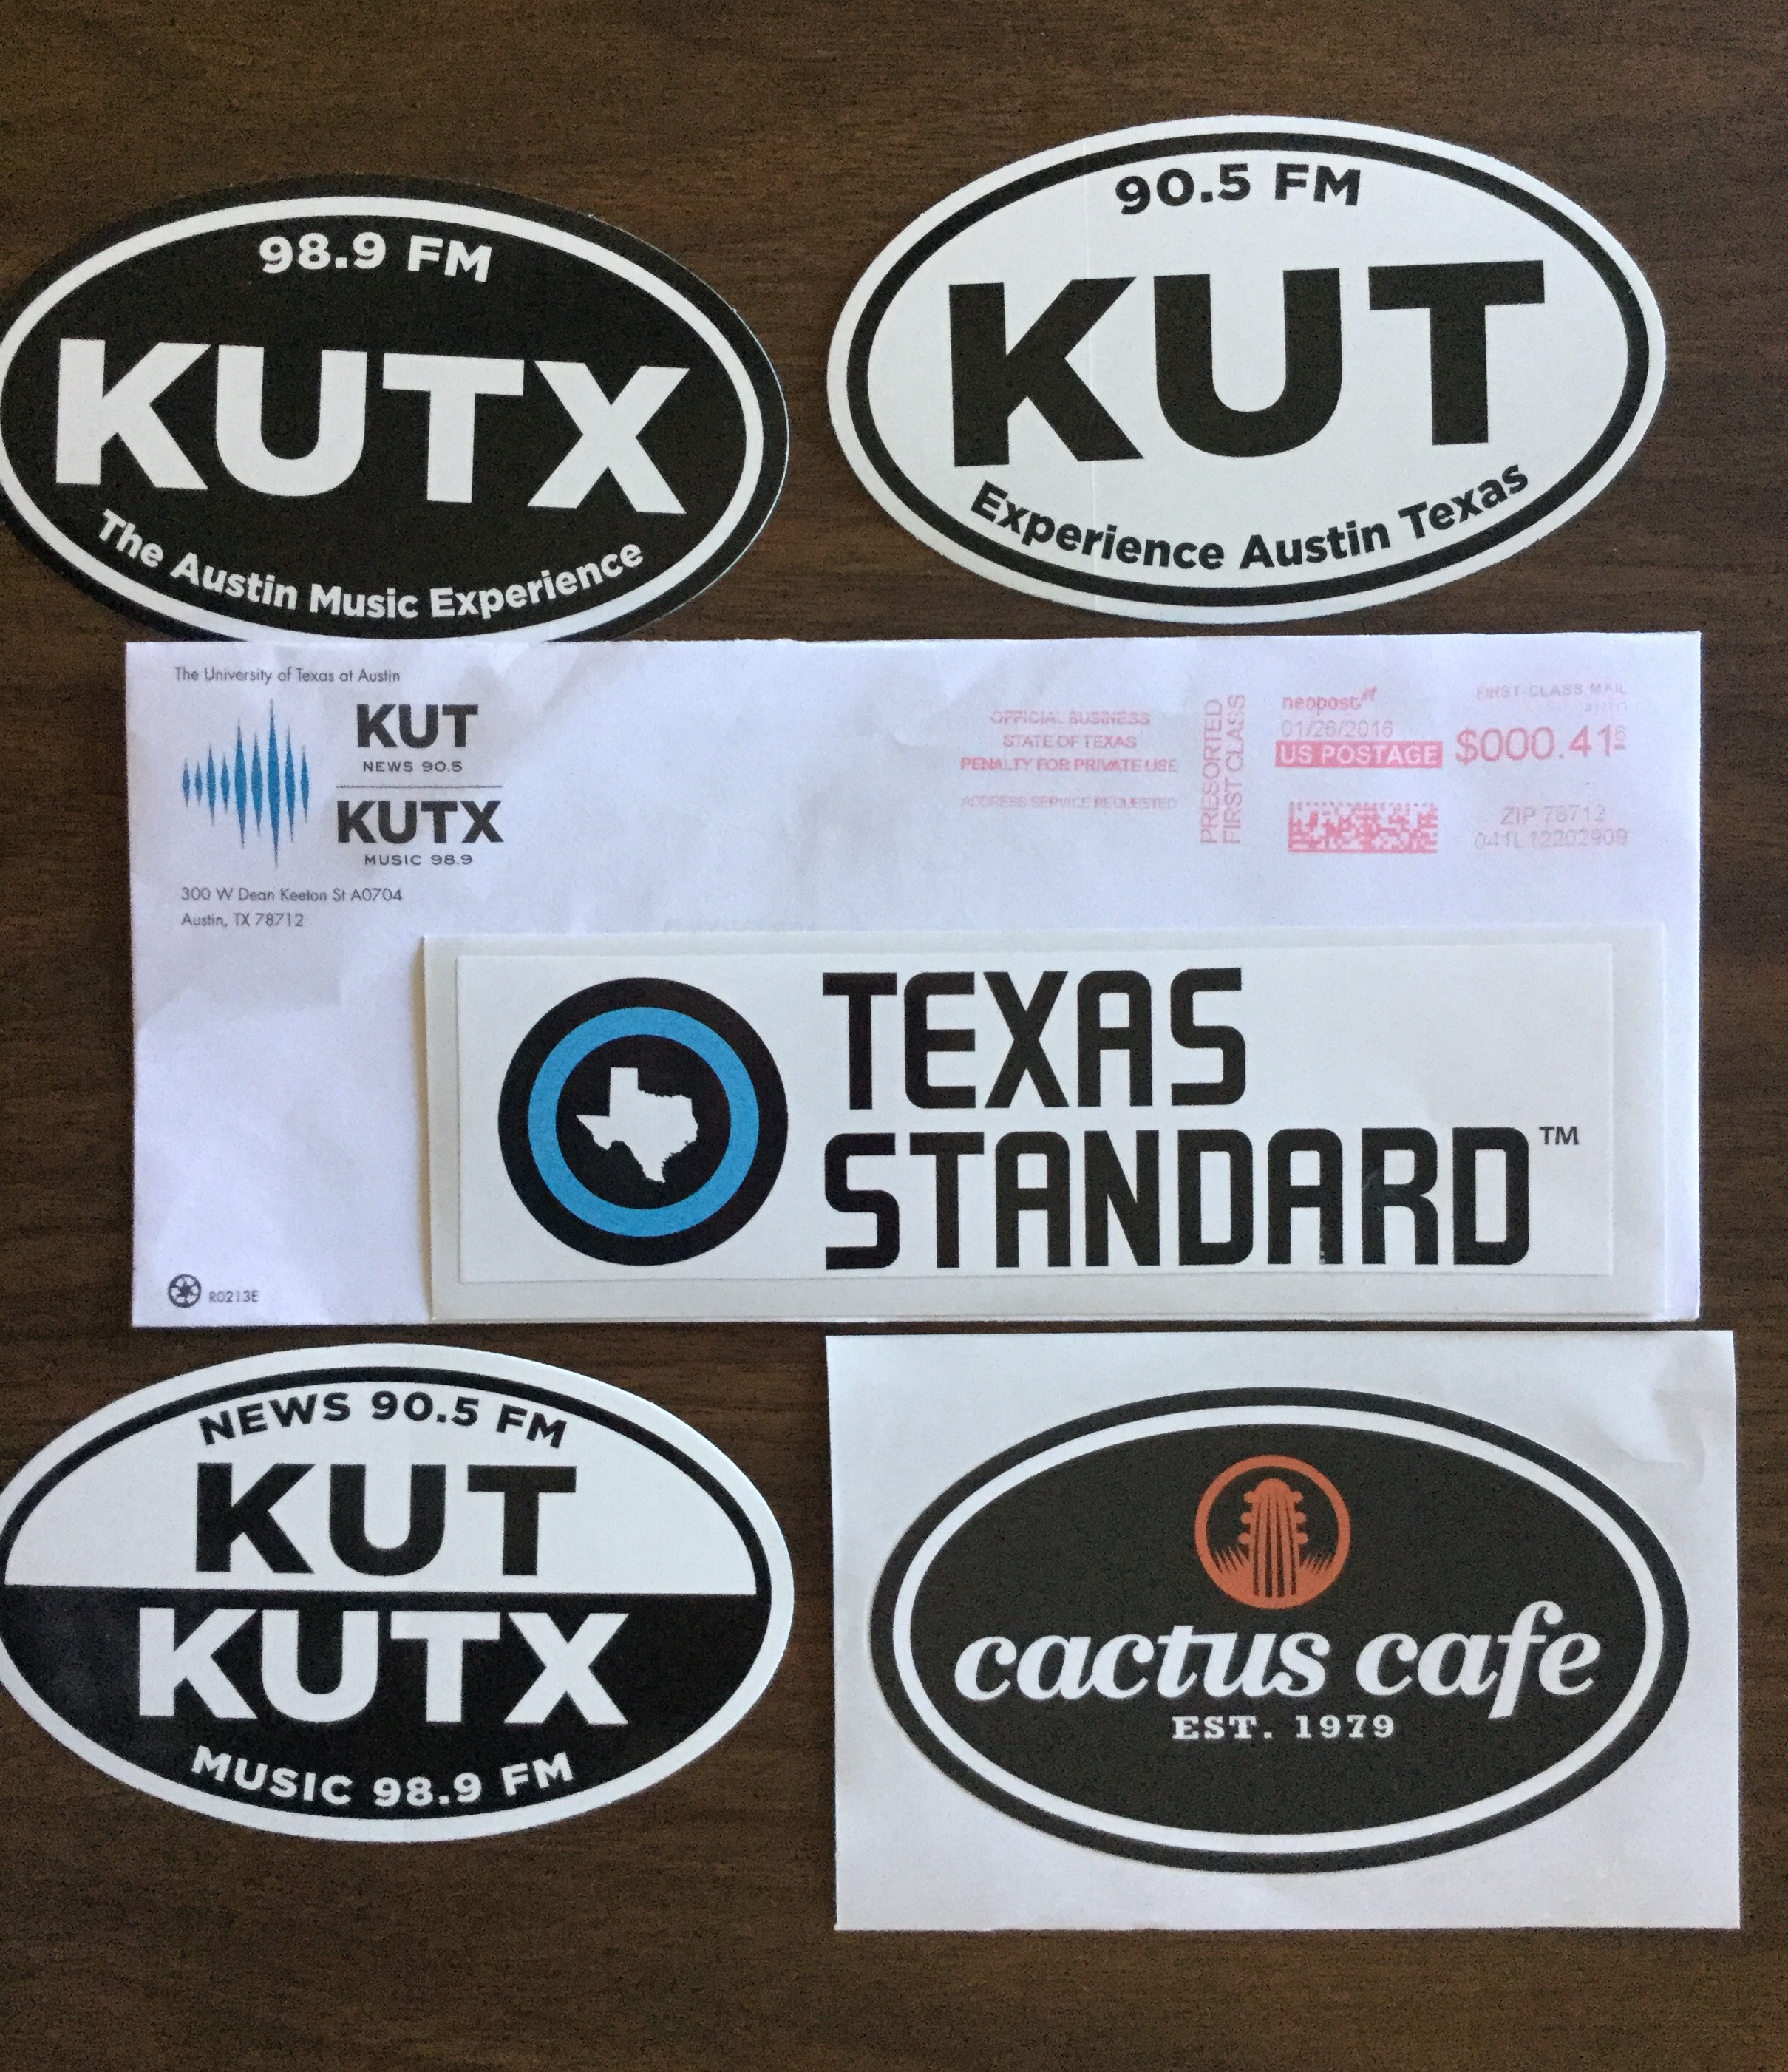 98.9 FM
KUTX
The Austin Music Experience
90.5 FM
KUT
Experience Austin Texas
The University of Texas at Austin
KUT
NEWS 90.5
KUTX
MUSIC 98.9
300 W Dean Keeton St A0704
Austin, TX 78712
OFFICIAL BUSINESS
STATE OF TEXAS
PENALTY FOR PRIVATE USE
ADDRESS SERVICE REQUESTED
PRESORTED
FIRST CLASS
neopost
01/26/2016
US POSTAGE
FIRST-CLASS MAIL
$000.41⁶
ZIP 78712
041L12202909
TEXAS
STANDARD™
R0213E
NEWS 90.5 FM
KUT
KUTX
MUSIC 98.9 FM
cactus cafe
EST. 1979